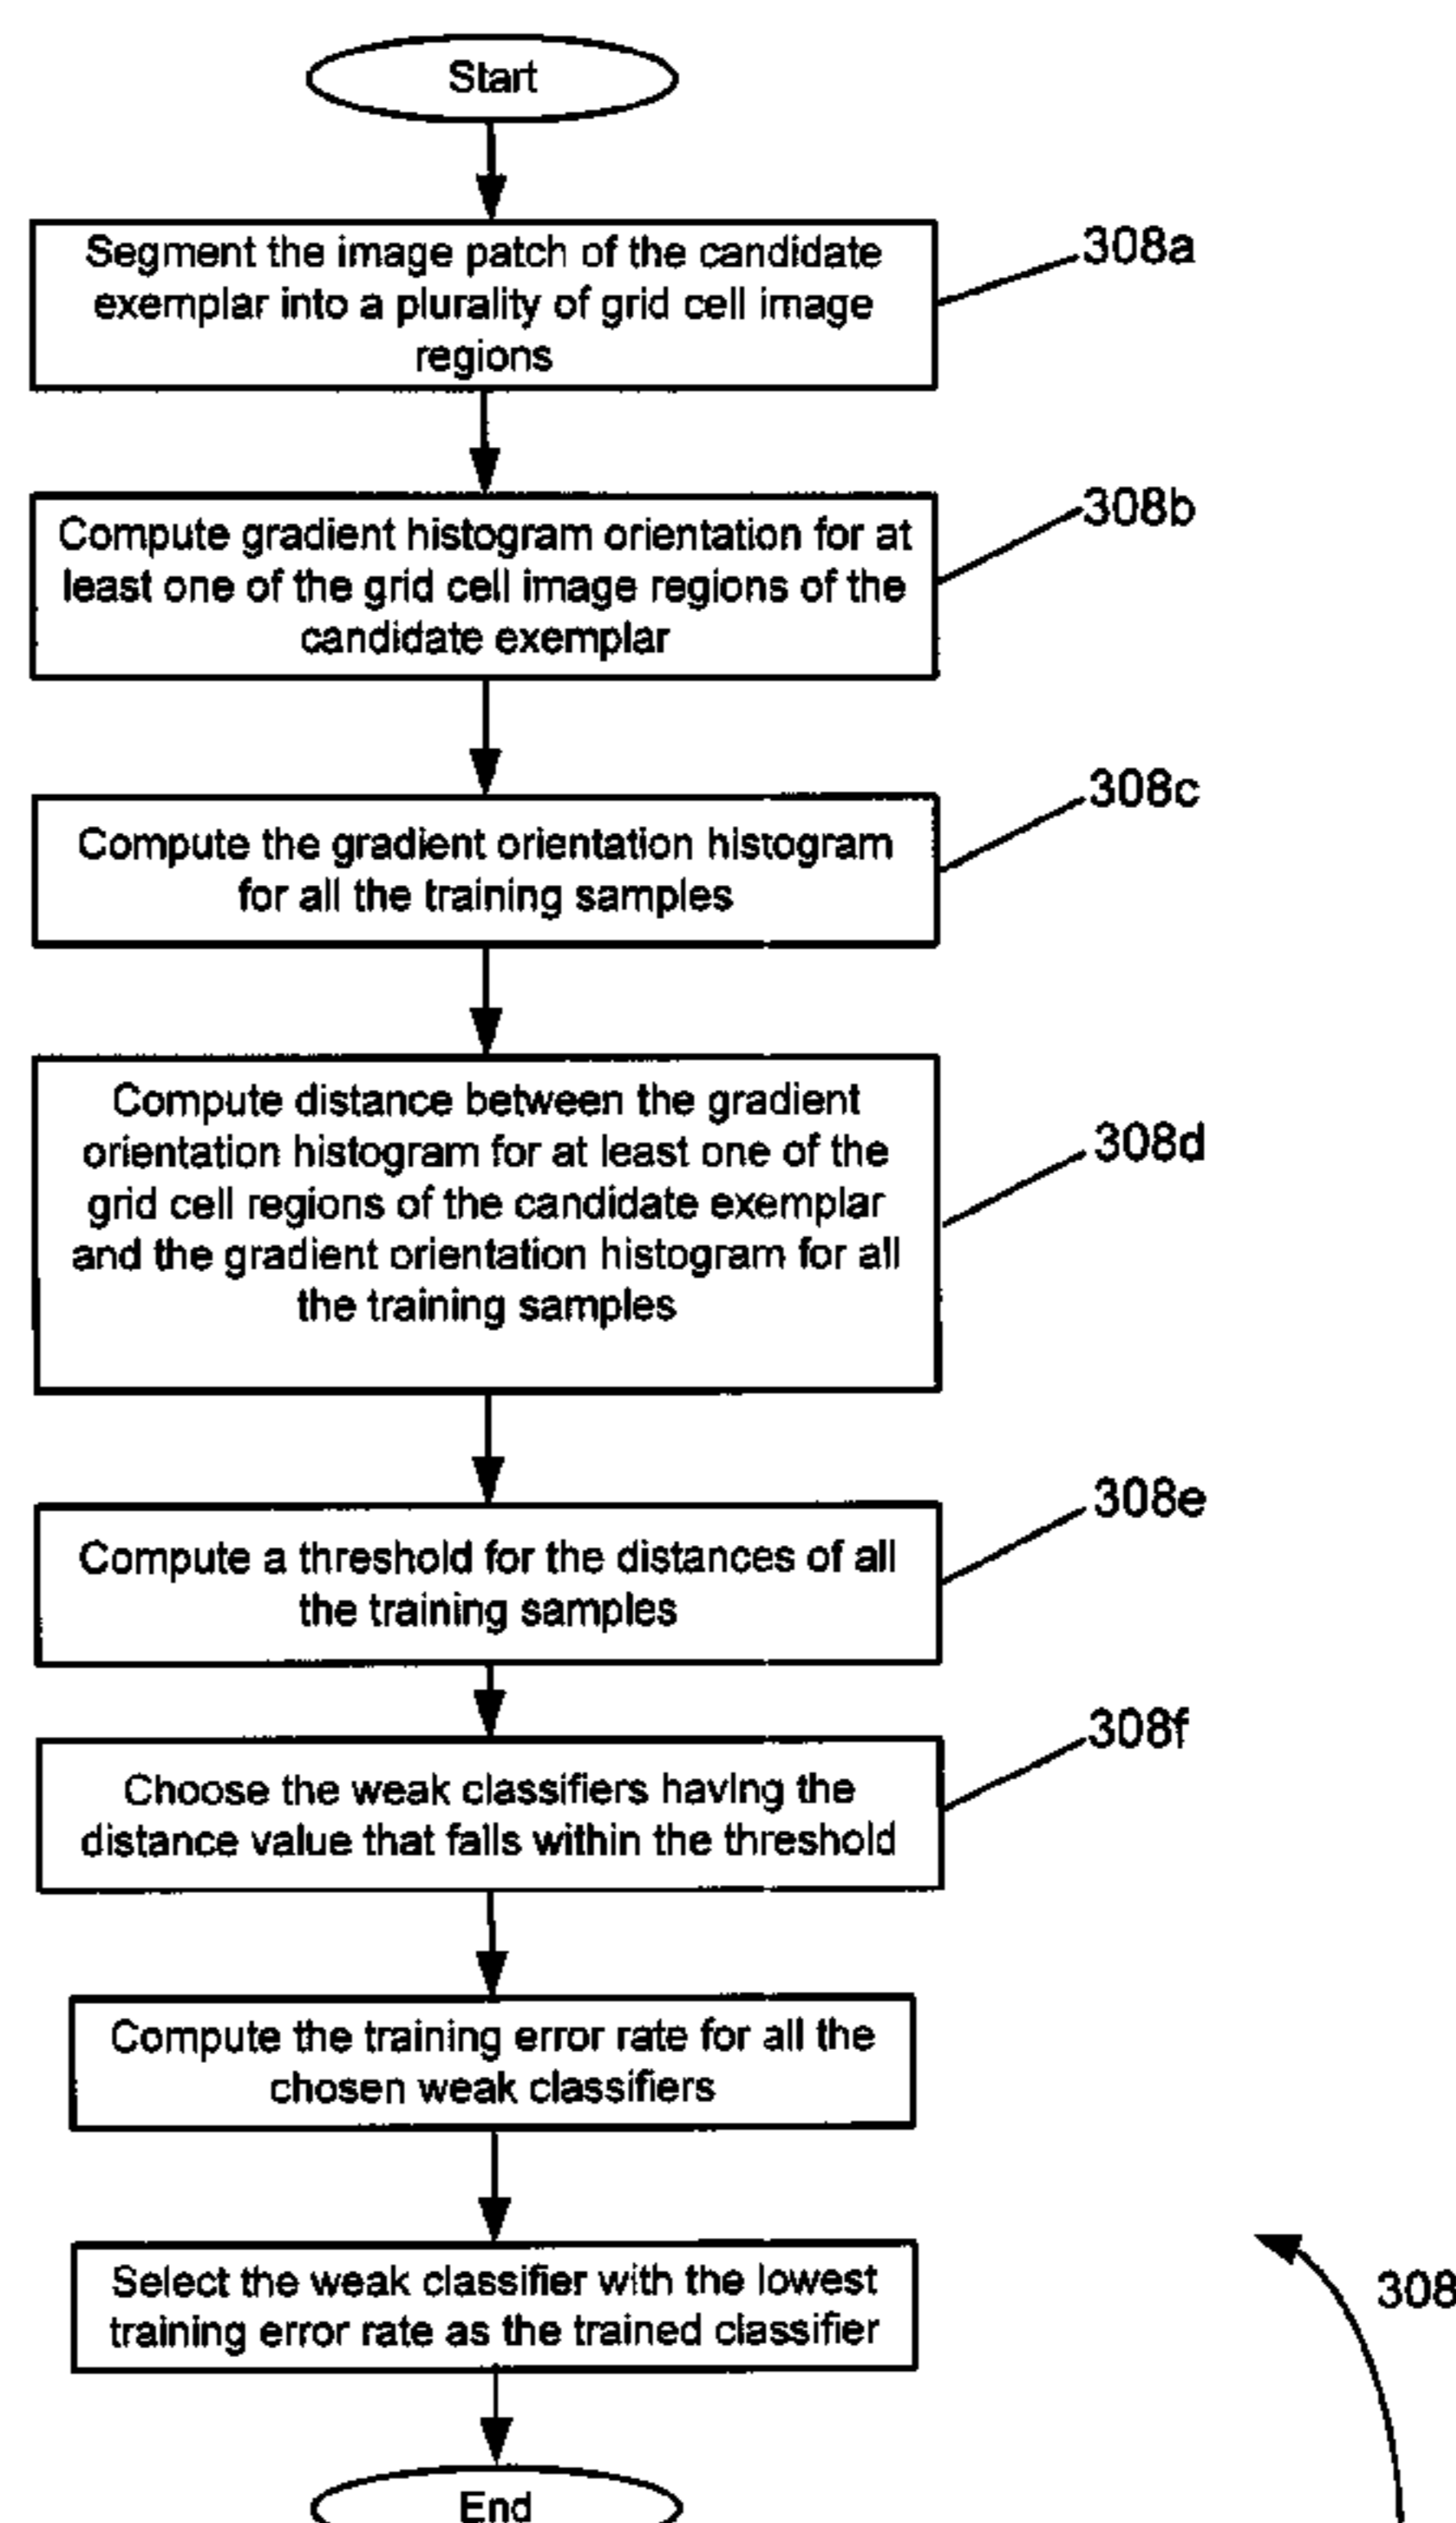 Start
Segment the image patch of the candidate
exemplar into a plurality of grid cell image
regions
308a
Compute gradient histogram orientation for at
least one of the grid cell image regions of the
candidate exemplar
308b
Compute the gradient orientation histogram
for all the training samples
308c
Compute distance between the gradient
orientation histogram for at least one of the
grid cell regions of the candidate exemplar
and the gradient orientation histogram for all
the training samples
308d
Compute a threshold for the distances of all
the training samples
308e
Choose the weak classifiers having the
distance value that falls within the threshold
308f
Compute the training error rate for all the
chosen weak classifiers
Select the weak classifier with the lowest
training error rate as the trained classifier
308
End